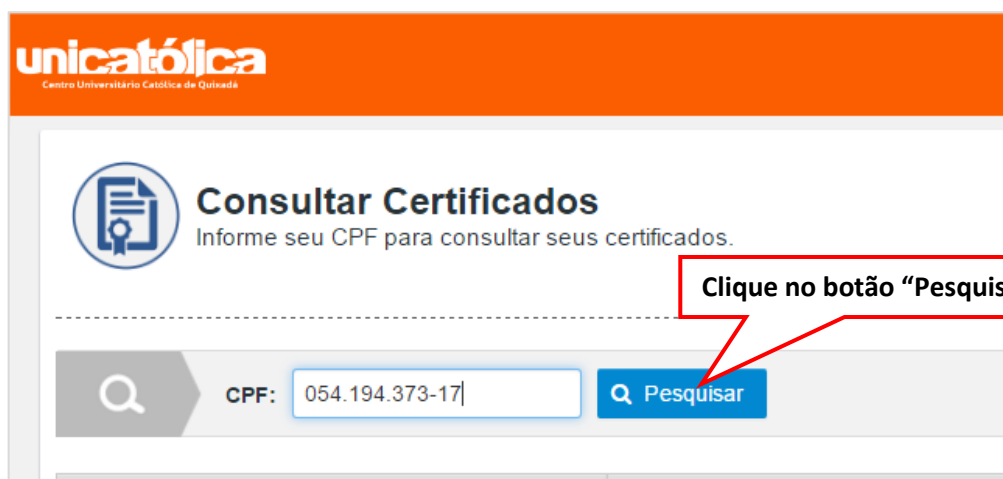 unicatólica
Centro Universitário Católica de Quixadá
Consultar Certificados
Informe seu CPF para consultar seus certificados.
Clique no botão “Pesquis
CPF: 054.194.373-17 Pesquisar